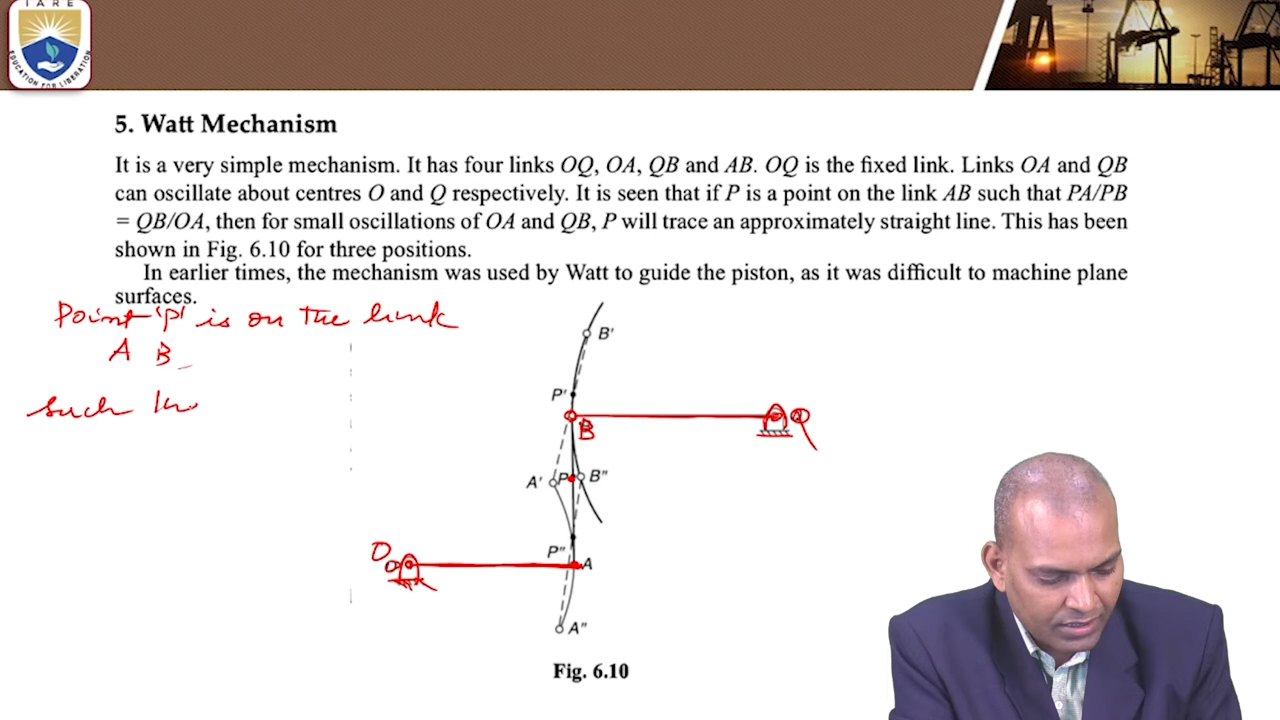 IARE
EDUCATION FOR LIBERATION
5. Watt Mechanism
It is a very simple mechanism. It has four links OQ, OA, QB and AB. OQ is the fixed link. Links OA and QB
can oscillate about centres O and Q respectively. It is seen that if P is a point on the link AB such that PA/PB
= QB/OA, then for small oscillations of OA and QB, P will trace an approximately straight line. This has been
shown in Fig. 6.10 for three positions.
In earlier times, the mechanism was used by Watt to guide the piston, as it was difficult to machine plane
surfaces.
Point 'P' is on the link
A B
such
B'
P'
B
Q
A'
P
B"
P"
O
O
A
A"
Fig. 6.10